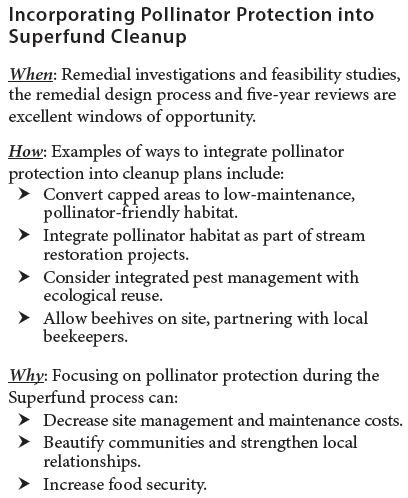 Incorporating Pollinator Protection into
Superfund Cleanup
When: Remedial investigations and feasibility studies,
the remedial design process and five-year reviews are
excellent windows of opportunity.
How: Examples of ways to integrate pollinator
protection into cleanup plans include:
➤ Convert capped areas to low-maintenance,
pollinator-friendly habitat.
➤ Integrate pollinator habitat as part of stream
restoration projects.
➤ Consider integrated pest management with
ecological reuse.
➤ Allow beehives on site, partnering with local
beekeepers.
Why: Focusing on pollinator protection during the
Superfund process can:
➤ Decrease site management and maintenance costs.
➤ Beautify communities and strengthen local
relationships.
➤ Increase food security.